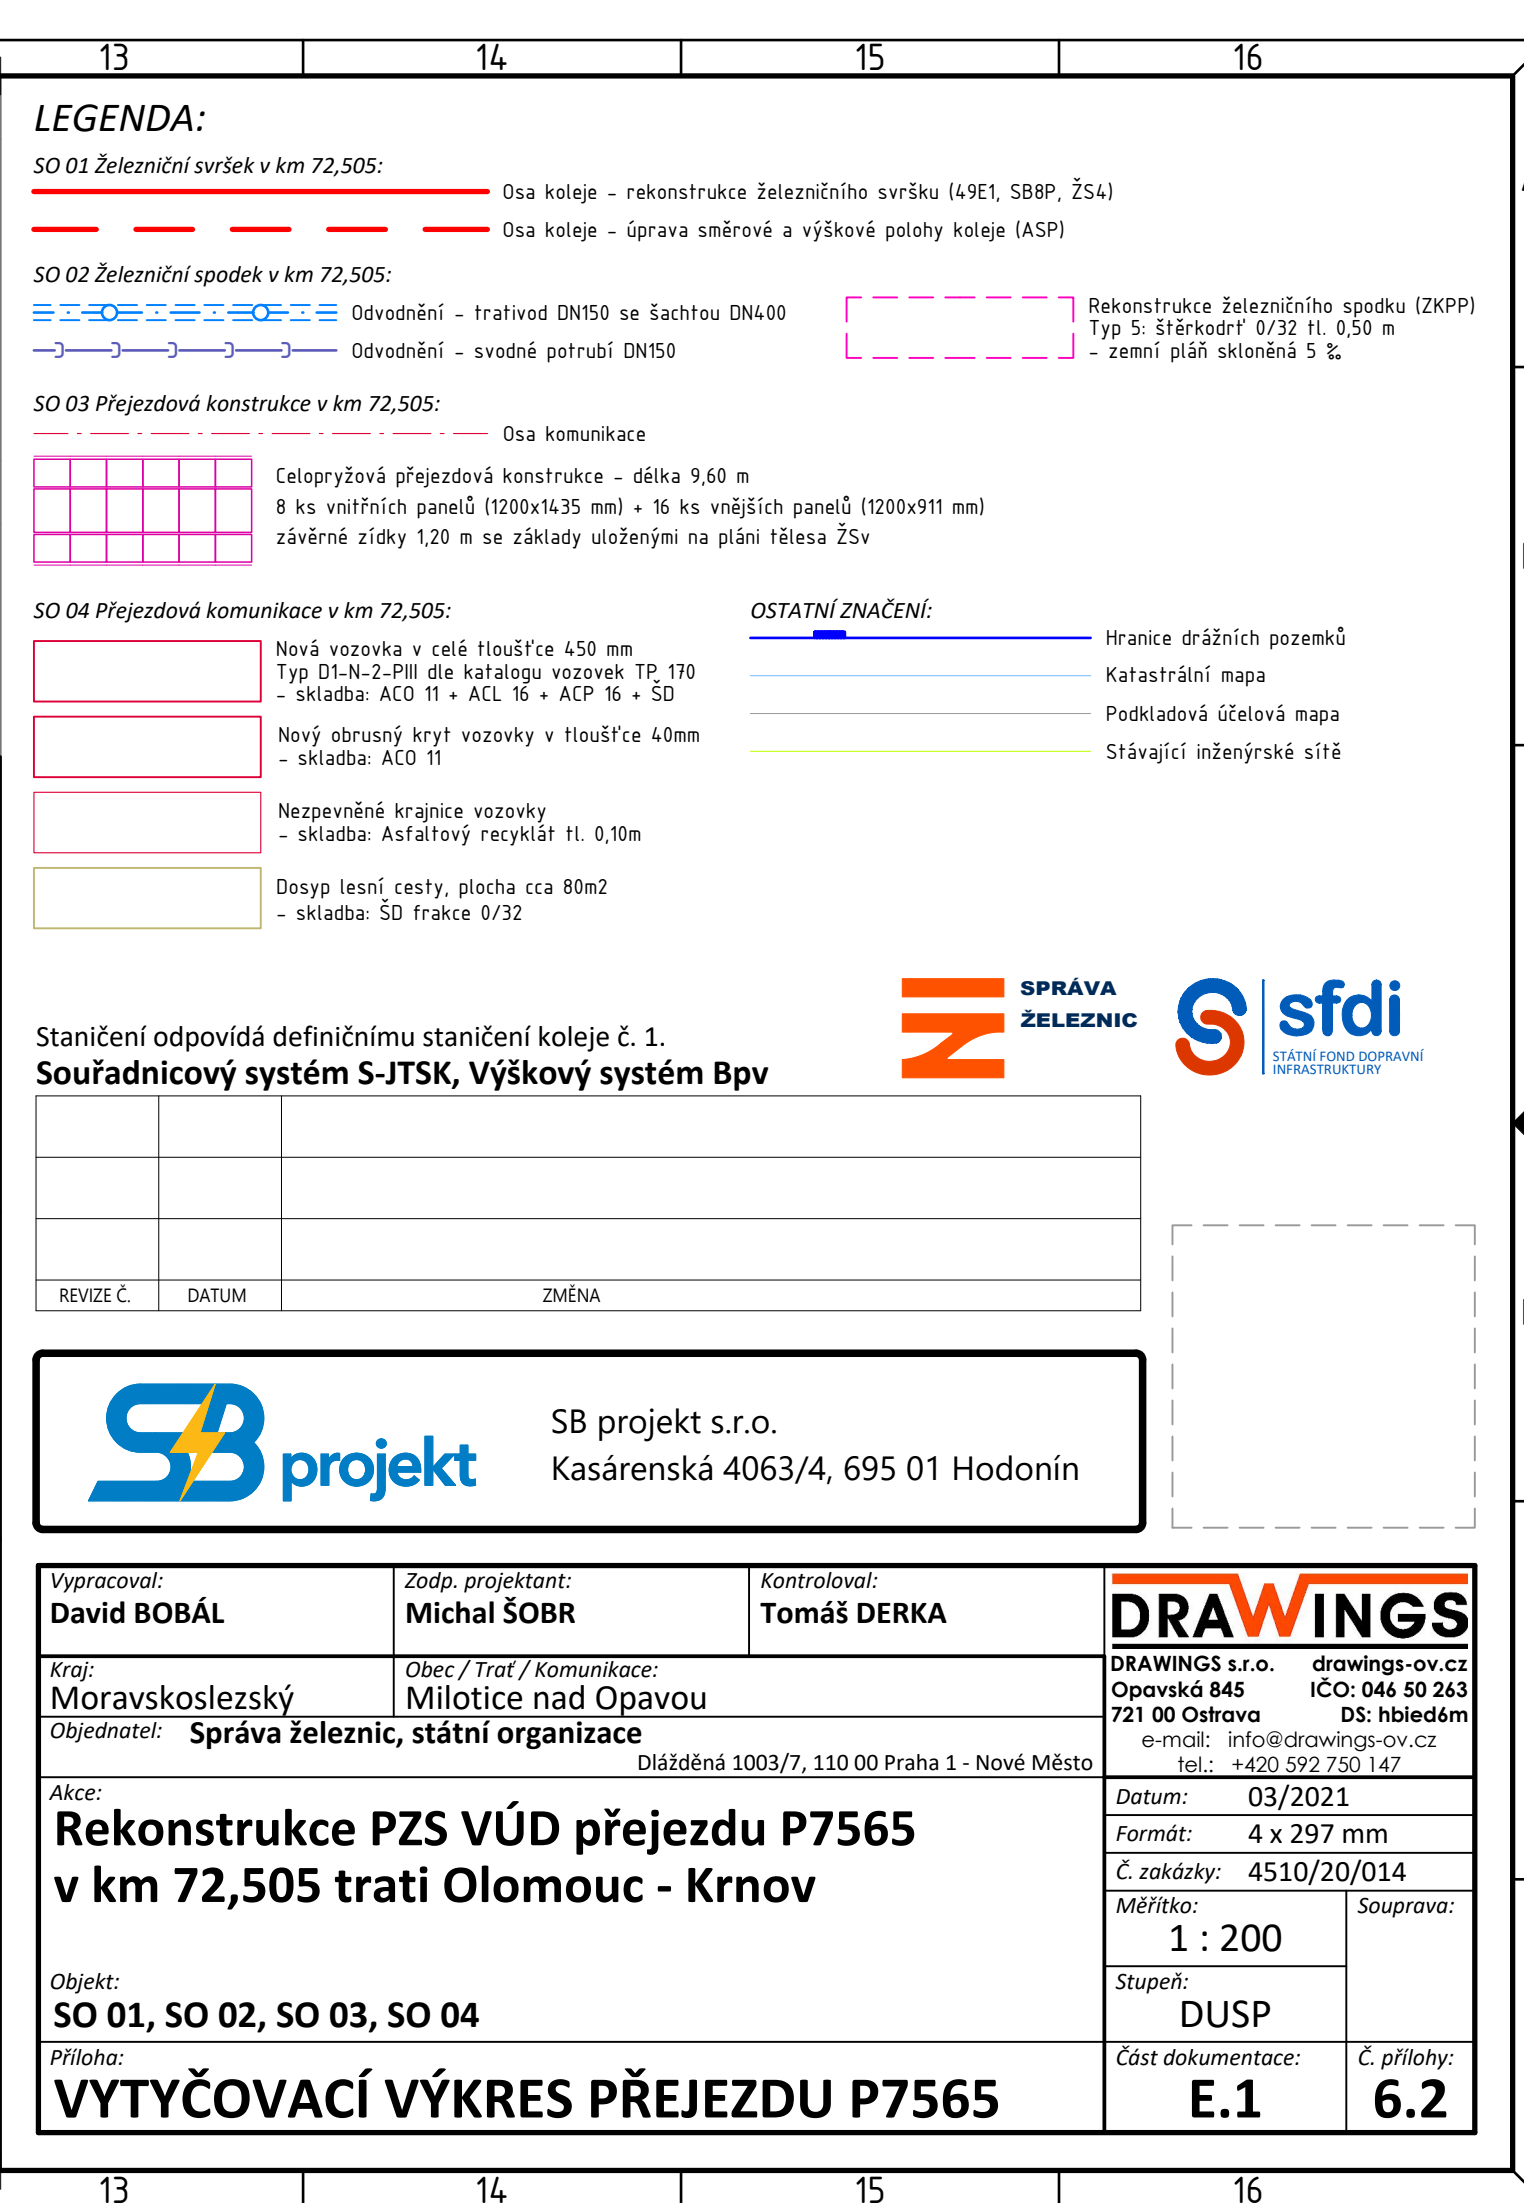 13 14 15 16
LEGENDA:
SO 01 Železniční svršek v km 72,505:
Osa koleje - rekonstrukce železničního svršku (49E1, SB8P, ŽS4)
Osa koleje - úprava směrové a výškové polohy koleje (ASP)
SO 02 Železniční spodek v km 72,505:
Odvodnění - trativod DN150 se šachtou DN400
Odvodnění - svodné potrubí DN150
Rekonstrukce železničního spodku (ZKPP)
Typ 5: štěrkodrť 0/32 tl. 0,50 m
- zemní pláň skloněná 5 ‰
SO 03 Přejezdová konstrukce v km 72,505:
Osa komunikace
Celopryžová přejezdová konstrukce - délka 9,60 m
8 ks vnitřních panelů (1200x1435 mm) + 16 ks vnějších panelů (1200x911 mm)
závěrné zídky 1,20 m se základy uloženými na pláni tělesa ŽSv
SO 04 Přejezdová komunikace v km 72,505:
Nová vozovka v celé tloušťce 450 mm
Typ D1-N-2-PIII dle katalogu vozovek TP 170
- skladba: ACO 11 + ACL 16 + ACP 16 + ŠD
Nový obrusný kryt vozovky v tloušťce 40mm
- skladba: ACO 11
Nezpevněné krajnice vozovky
- skladba: Asfaltový recyklát tl. 0,10m
Dosyp lesní cesty, plocha cca 80m2
- skladba: ŠD frakce 0/32
OSTATNÍ ZNAČENÍ:
Hranice drážních pozemků
Katastrální mapa
Podkladová účelová mapa
Stávající inženýrské sítě
SPRÁVA
ŽELEZNIC
sfdi
STÁTNÍ FOND DOPRAVNÍ
INFRASTRUKTURY
Staničení odpovídá definičnímu staničení koleje č. 1.
Souřadnicový systém S-JTSK, Výškový systém Bpv
REVIZE Č. DATUM ZMĚNA
SB projekt
SB projekt s.r.o.
Kasárenská 4063/4, 695 01 Hodonín
Vypracoval:
David BOBÁL
Zodp. projektant:
Michal ŠOBR
Kontroloval:
Tomáš DERKA
Kraj:
Moravskoslezský
Obec / Trať / Komunikace:
Milotice nad Opavou
Objednatel: Správa železnic, státní organizace
Dlážděná 1003/7, 110 00 Praha 1 - Nové Město
DRAWINGS
DRAWINGS s.r.o. drawings-ov.cz
Opavská 845 IČO: 046 50 263
721 00 Ostrava DS: hbied6m
e-mail: info@drawings-ov.cz
tel.: +420 592 750 147
Akce:
Rekonstrukce PZS VÚD přejezdu P7565
v km 72,505 trati Olomouc - Krnov
Datum: 03/2021
Formát: 4 x 297 mm
Č. zakázky: 4510/20/014
Měřítko:
1 : 200
Souprava:
Objekt:
SO 01, SO 02, SO 03, SO 04
Stupeň:
DUSP
Příloha:
VYTYČOVACÍ VÝKRES PŘEJEZDU P7565
Část dokumentace:
E.1
Č. přílohy:
6.2
13 14 15 16